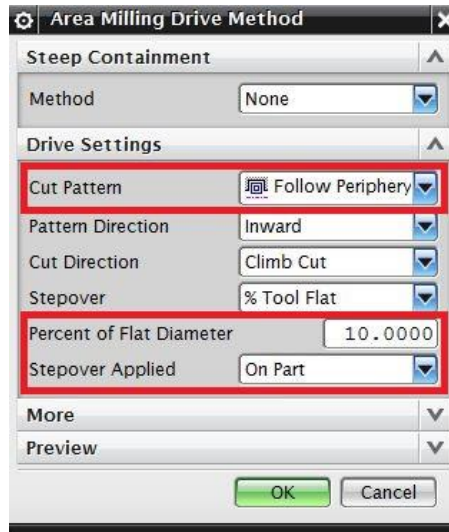 Area Milling Drive Method
Steep Containment
Method None
Drive Settings
Cut Pattern Follow Periphery
Pattern Direction Inward
Cut Direction Climb Cut
Stepover % Tool Flat
Percent of Flat Diameter 10.0000
Stepover Applied On Part
More
Preview
OK Cancel